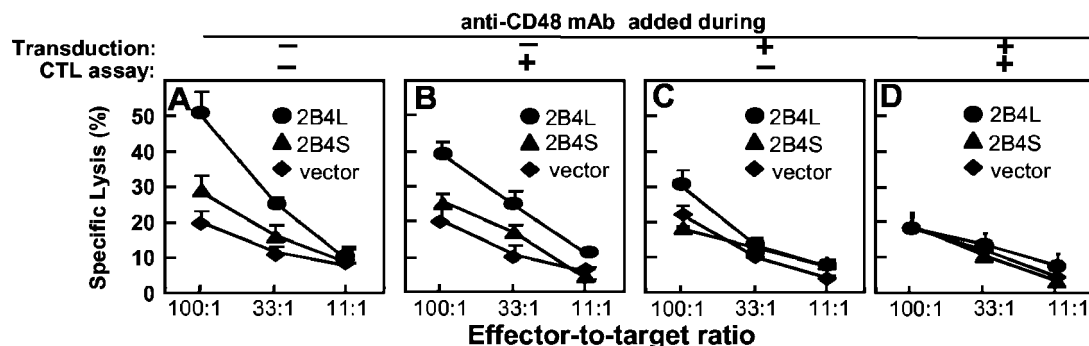 anti-CD48 mAb added during
Transduction: − − + +
CTL assay: − + − +
A B C D
50
40
30
20
10
0
Specific Lysis (%)
2B4L
2B4S
vector
2B4L
2B4S
vector
2B4L
2B4S
vector
2B4L
2B4S
vector
100:1 33:1 11:1 100:1 33:1 11:1 100:1 33:1 11:1 100:1 33:1 11:1
Effector-to-target ratio